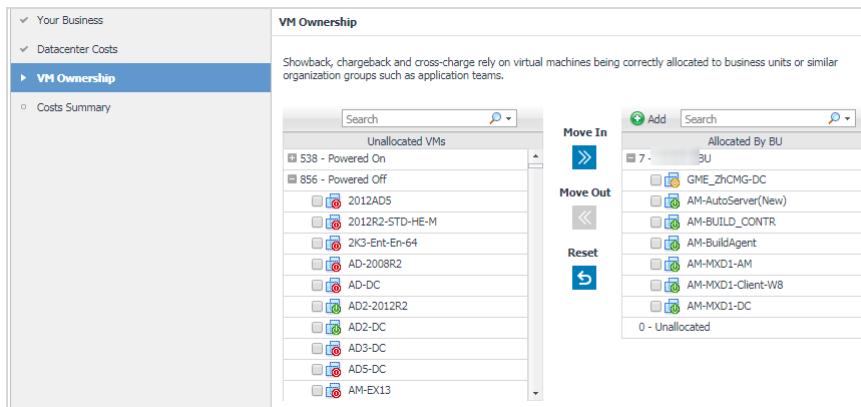 Your Business
Datacenter Costs
VM Ownership
Costs Summary
VM Ownership
Showback, chargeback and cross-charge rely on virtual machines being correctly allocated to business units or similar
organization groups such as application teams.
Search
Unallocated VMs
538 - Powered On
856 - Powered Off
2012AD5
2012R2-STD-HE-M
2K3-Ent-En-64
AD-2008R2
AD-DC
AD2-2012R2
AD2-DC
AD3-DC
AD5-DC
AM-EX13
Move In
Move Out
Reset
Add
Search
Allocated By BU
7 - BU
GME_ZhCMG-DC
AM-AutoServer(New)
AM-BUILD_CONTR
AM-BuildAgent
AM-MXD1-AM
AM-MXD1-Client-W8
AM-MXD1-DC
0 - Unallocated